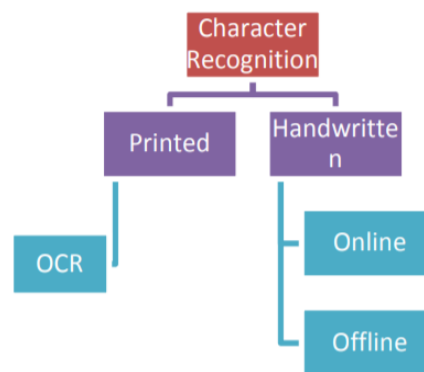 Character
Recognition
Printed
Handwritte
n
OCR
Online
Offline